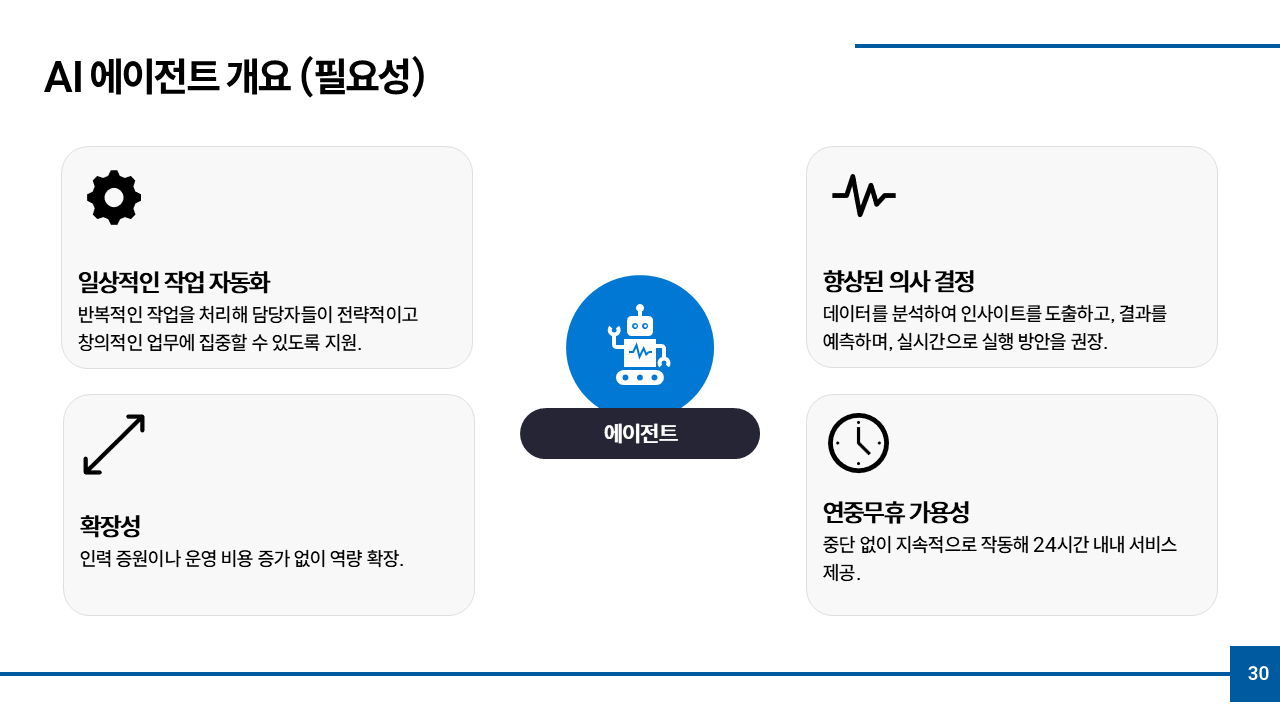 AI 에이전트 개요 (필요성)
일상적인 작업 자동화
반복적인 작업을 처리해 담당자들이 전략적이고
창의적인 업무에 집중할 수 있도록 지원.
향상된 의사 결정
데이터를 분석하여 인사이트를 도출하고, 결과를
예측하며, 실시간으로 실행 방안을 권장.
에이전트
확장성
인력 증원이나 운영 비용 증가 없이 역량 확장.
연중무휴 가용성
중단 없이 지속적으로 작동해 24시간 내내 서비스
제공.
30